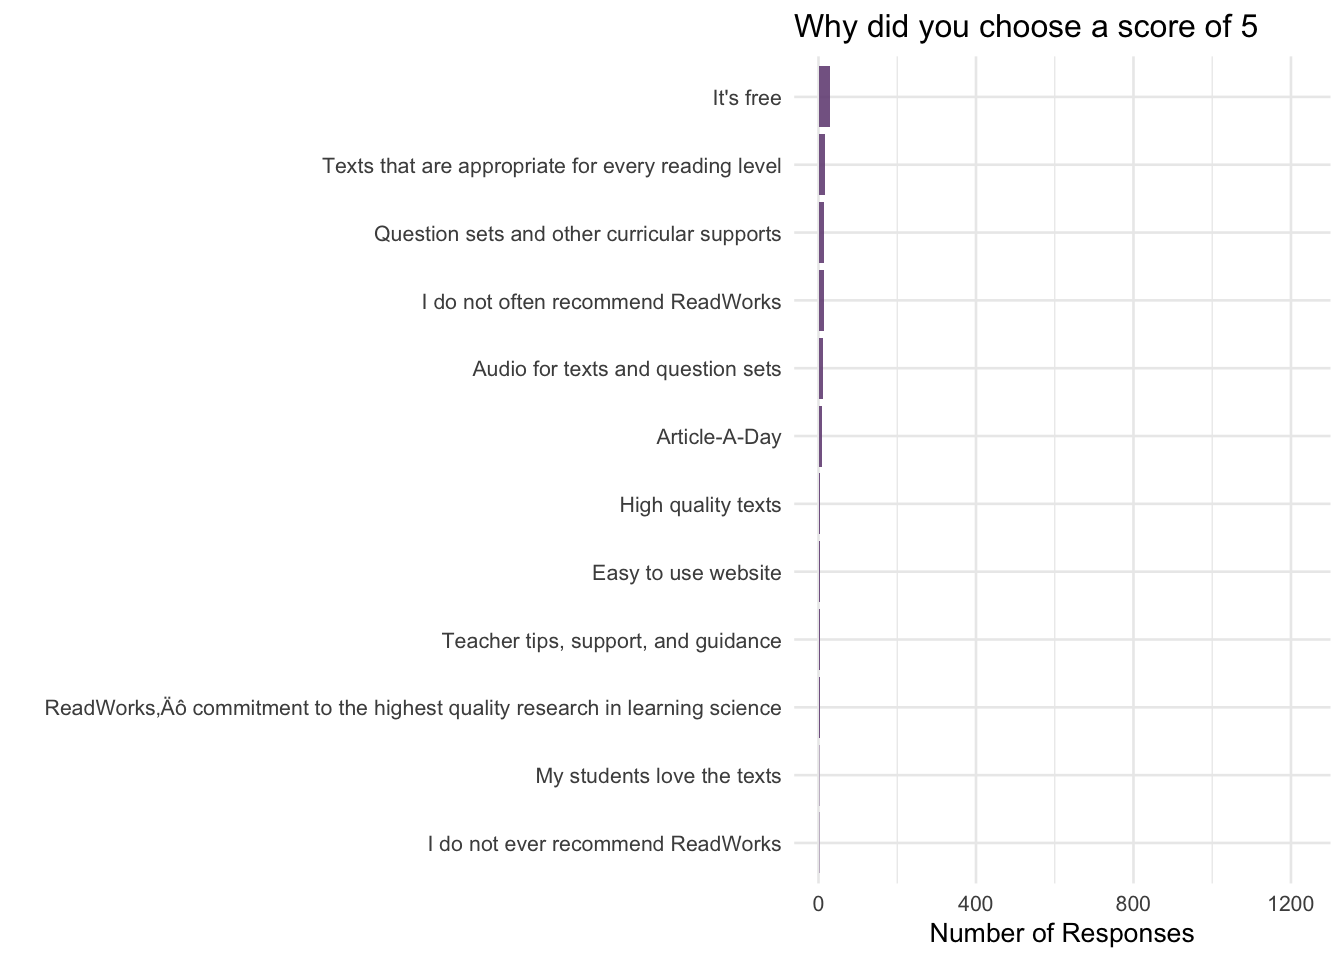 Why did you choose a score of 5
It's free
Texts that are appropriate for every reading level
Question sets and other curricular supports
I do not often recommend ReadWorks
Audio for texts and question sets
Article-A-Day
High quality texts
Easy to use website
Teacher tips, support, and guidance
ReadWorks‚Äô commitment to the highest quality research in learning science
My students love the texts
I do not ever recommend ReadWorks
0 400 800 1200
Number of Responses